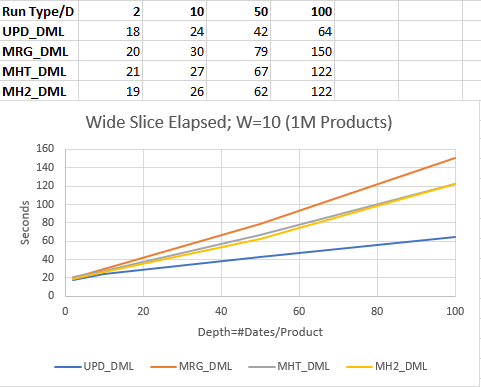 Run Type/D 2 10 50 100
UPD_DML 18 24 42 64
MRG_DML 20 30 79 150
MHT_DML 21 27 67 122
MH2_DML 19 26 62 122
Wide Slice Elapsed; W=10 (1M Products)
160
140
120
100
80
60
40
20
0
Seconds
0 20 40 60 80 100
Depth=#Dates/Product
UPD_DML MRG_DML MHT_DML MH2_DML